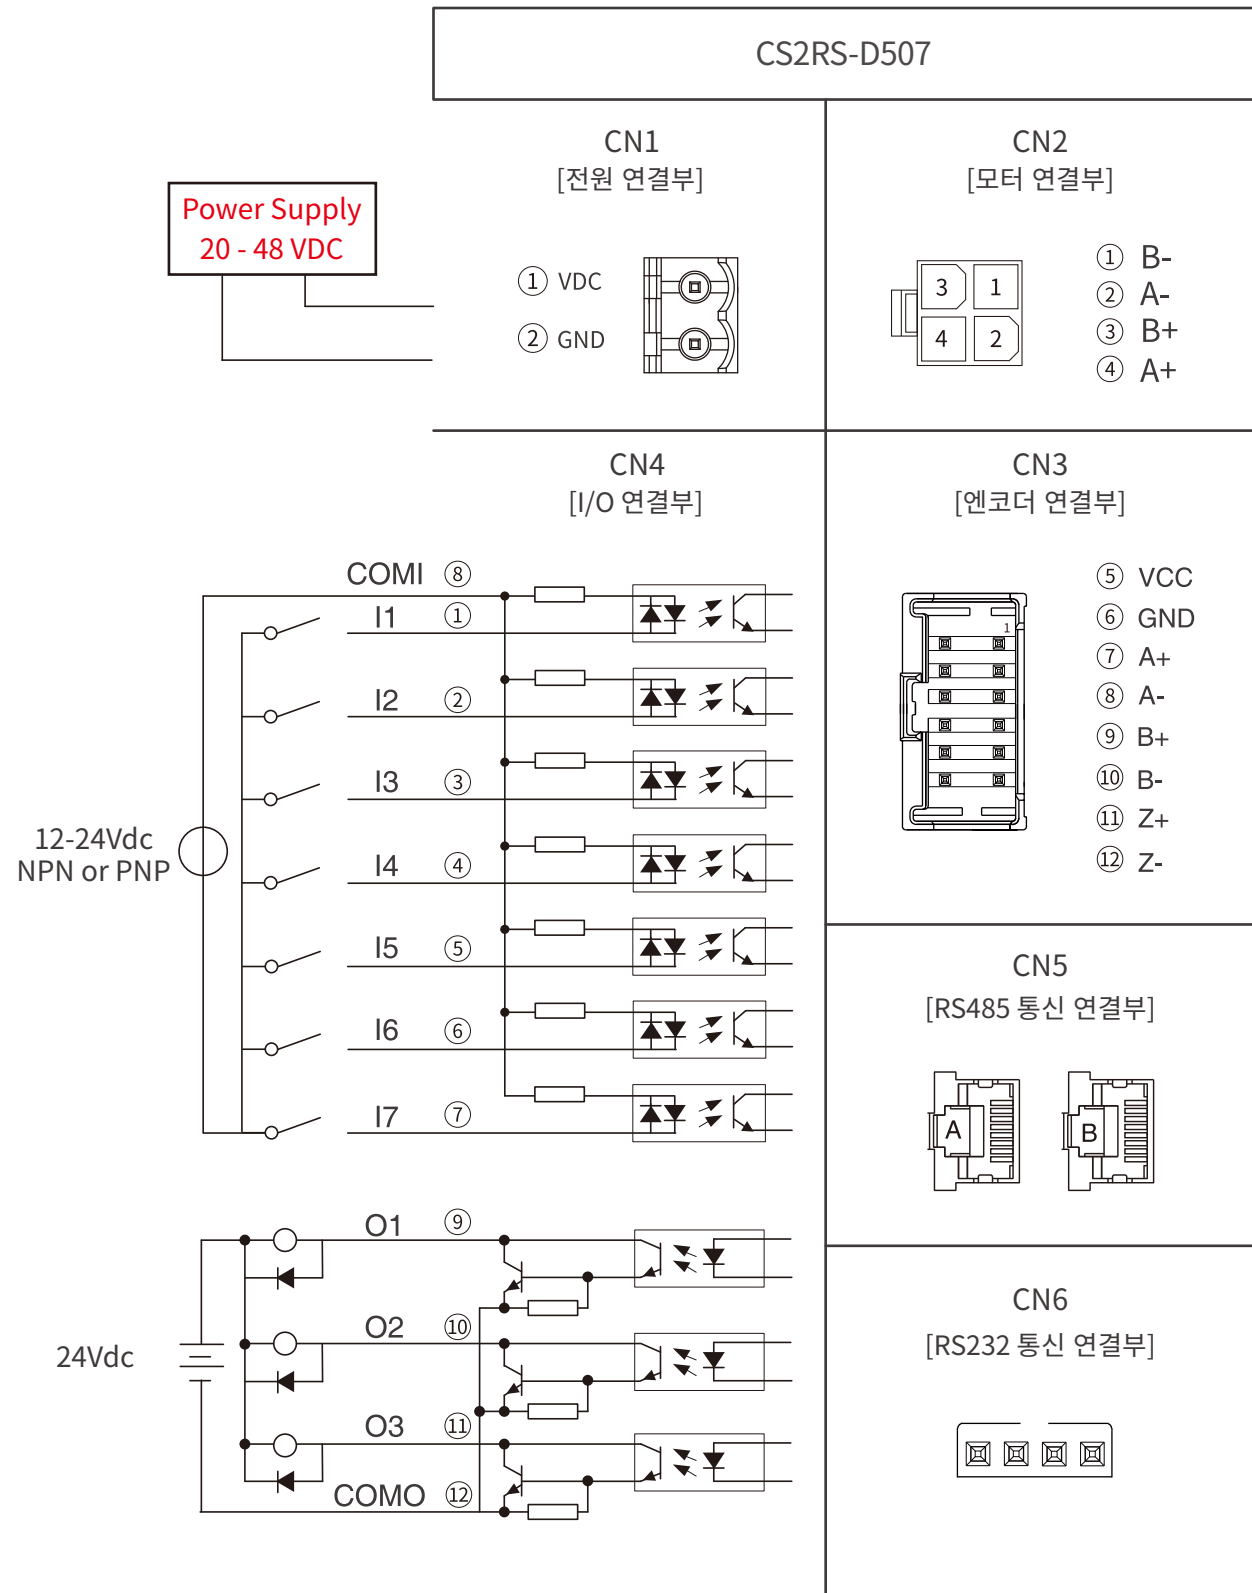 CS2RS-D507
CN1
[전원 연결부]
Power Supply
20 - 48 VDC
① VDC
② GND
CN2
[모터 연결부]
3 1
4 2
① B-
② A-
③ B+
④ A+
CN4
[I/O 연결부]
COMI ⑧
I1 ①
I2 ②
I3 ③
I4 ④
I5 ⑤
I6 ⑥
I7 ⑦
12-24Vdc
NPN or PNP
O1 ⑨
O2 ⑩
O3 ⑪
COMO ⑫
24Vdc
CN3
[엔코더 연결부]
1
⑤ VCC
⑥ GND
⑦ A+
⑧ A-
⑨ B+
⑩ B-
⑪ Z+
⑫ Z-
CN5
[RS485 통신 연결부]
A B
CN6
[RS232 통신 연결부]